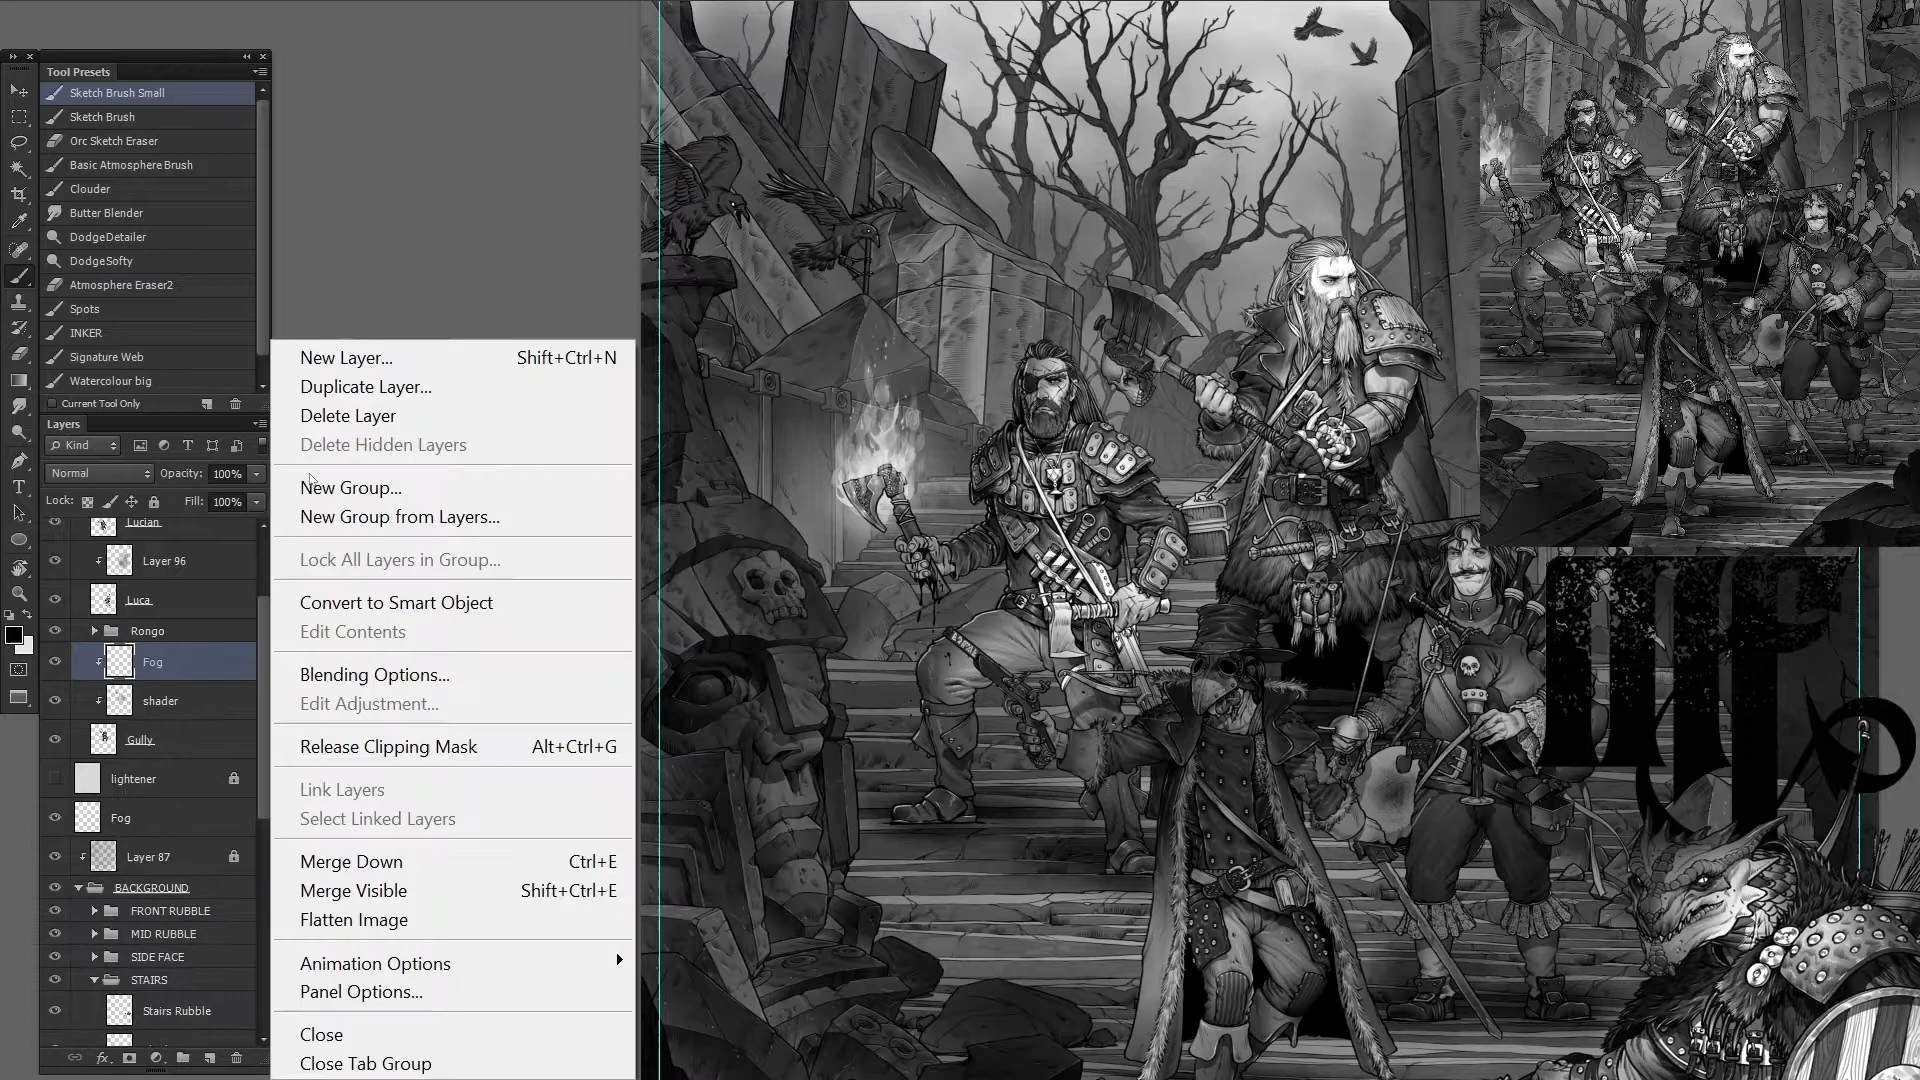 Tool Presets
Sketch Brush Small
Sketch Brush
Orc Sketch Eraser
Basic Atmosphere Brush
Clouder
Butter Blender
DodgeDetailer
DodgeSofty
Atmosphere Eraser2
Spots
INKER
Signature Web
Watercolour big
Current Tool Only
Layers
Kind
Normal Opacity: 100%
Lock: Fill: 100%
Lucian
Layer 96
Luca
Rongo
Fog
shader
Gully
lightener
Fog
Layer 87
BACKGROUND
FRONT RUBBLE
MID RUBBLE
SIDE FACE
STAIRS
Stairs Rubble
New Layer... Shift+Ctrl+N
Duplicate Layer...
Delete Layer
Delete Hidden Layers
New Group...
New Group from Layers...
Lock All Layers in Group...
Convert to Smart Object
Edit Contents
Blending Options...
Edit Adjustment...
Release Clipping Mask Alt+Ctrl+G
Link Layers
Select Linked Layers
Merge Down Ctrl+E
Merge Visible Shift+Ctrl+E
Flatten Image
Animation Options
Panel Options...
Close
Close Tab Group